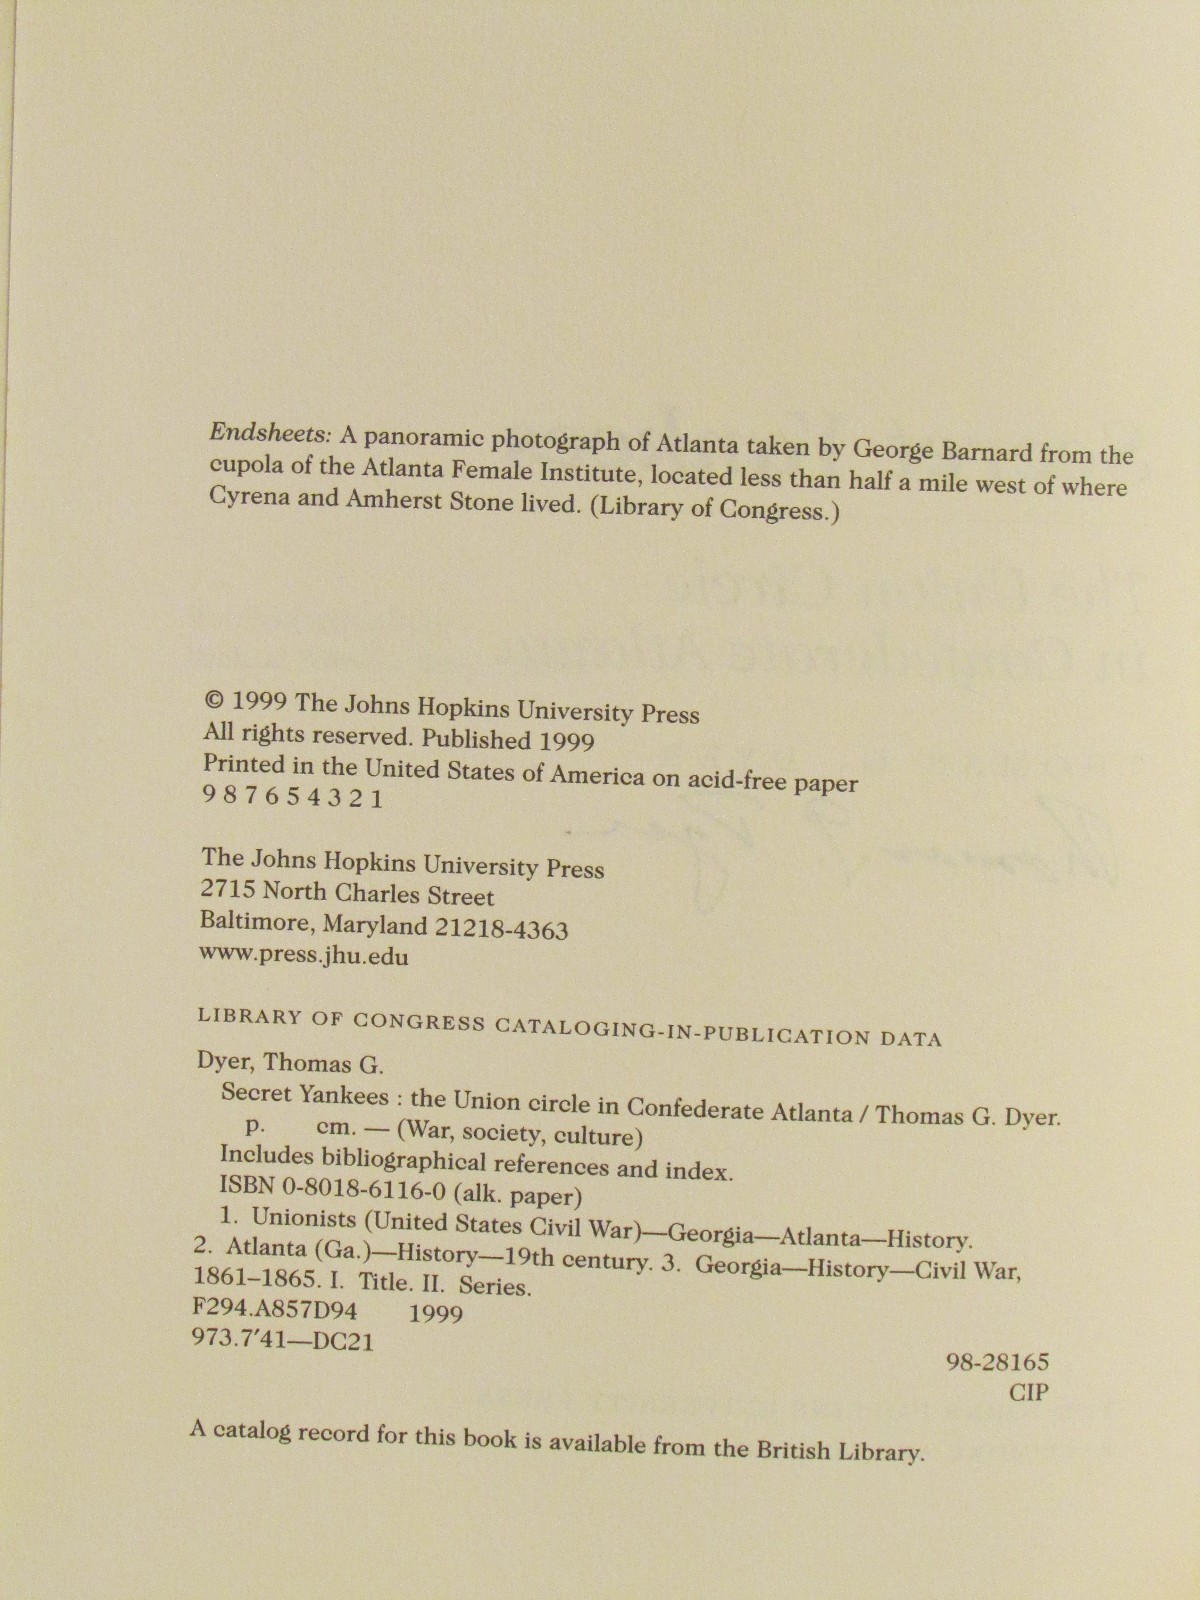 Endsheets: A panoramic photograph of Atlanta taken by George Barnard from the
cupola of the Atlanta Female Institute, located less than half a mile west of where
Cyrena and Amherst Stone lived. (Library of Congress.)
© 1999 The Johns Hopkins University Press
All rights reserved. Published 1999
Printed in the United States of America on acid-free paper
9 8 7 6 5 4 3 2 1
The Johns Hopkins University Press
2715 North Charles Street
Baltimore, Maryland 21218-4363
www.press.jhu.edu
LIBRARY OF CONGRESS CATALOGING-IN-PUBLICATION DATA
Dyer, Thomas G.
Secret Yankees : the Union circle in Confederate Atlanta / Thomas G. Dyer.
p. cm. — (War, society, culture)
Includes bibliographical references and index.
ISBN 0-8018-6116-0 (alk. paper)
1. Unionists (United States Civil War)—Georgia—Atlanta—History.
2. Atlanta (Ga.)—History—19th century. 3. Georgia—History—Civil War,
1861–1865. I. Title. II. Series.
F294.A857D94 1999
973.7′41—DC21
98-28165
CIP
A catalog record for this book is available from the British Library.